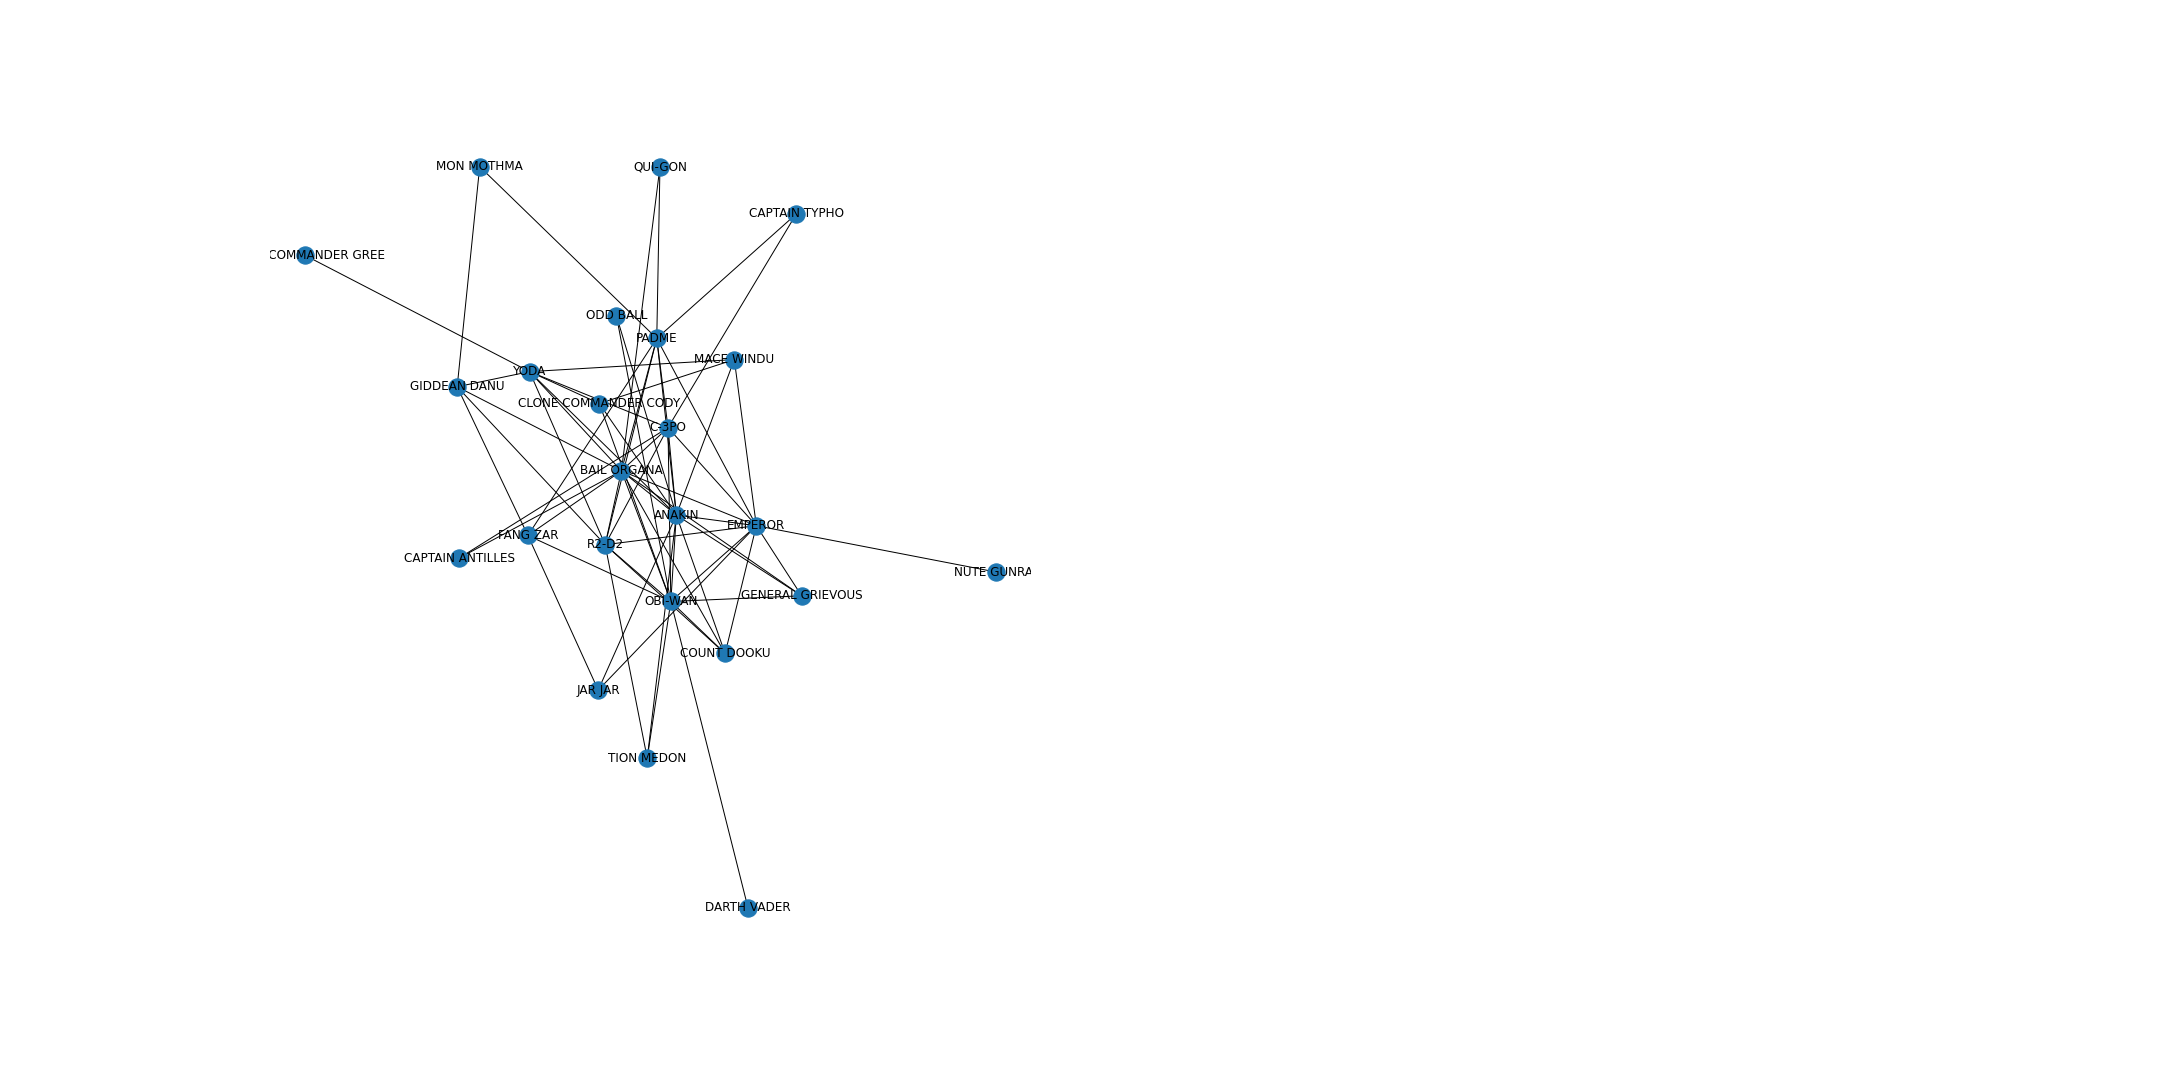 MON MOTHMA
QUI-GON
CAPTAIN TYPHO
COMMANDER GREE
ODD BALL
PADME
MACE WINDU
YODA
GIDDEAN DANU
CLONE COMMANDER CODY
C-3PO
BAIL ORGANA
ANAKIN
EMPEROR
FANG ZAR
R2-D2
CAPTAIN ANTILLES
NUTE GUNRA
GENERAL GRIEVOUS
OBI-WAN
COUNT DOOKU
JAR JAR
TION MEDON
DARTH VADER